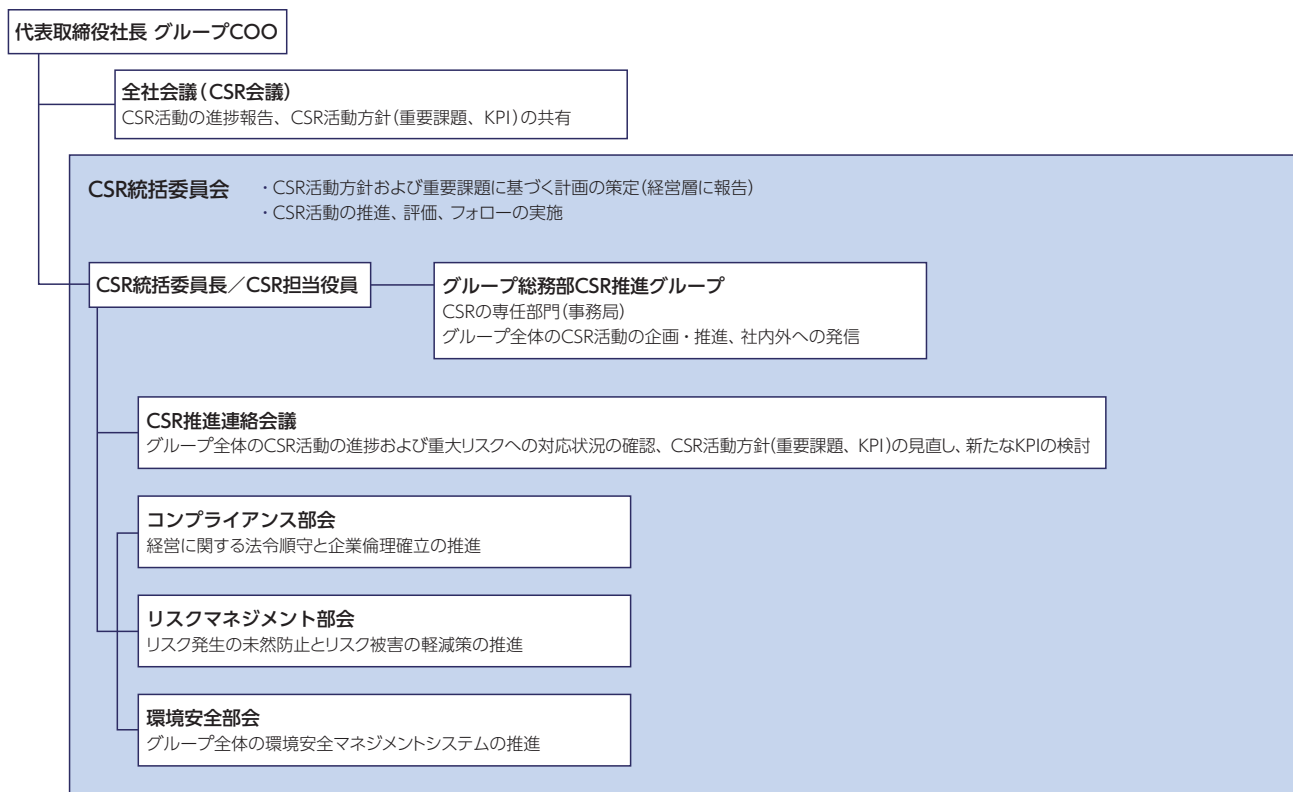 代表取締役社長 グループCOO
全社会議（CSR会議）
CSR活動の進捗報告、CSR活動方針（重要課題、KPI）の共有
CSR統括委員会
・CSR活動方針および重要課題に基づく計画の策定（経営層に報告）
・CSR活動の推進、評価、フォローの実施
CSR統括委員長／CSR担当役員
グループ総務部CSR推進グループ
CSRの専任部門（事務局）
グループ全体のCSR活動の企画・推進、社内外への発信
CSR推進連絡会議
グループ全体のCSR活動の進捗および重大リスクへの対応状況の確認、CSR活動方針(重要課題、KPI)の見直し、新たなKPIの検討
コンプライアンス部会
経営に関する法令順守と企業倫理確立の推進
リスクマネジメント部会
リスク発生の未然防止とリスク被害の軽減策の推進
環境安全部会
グループ全体の環境安全マネジメントシステムの推進